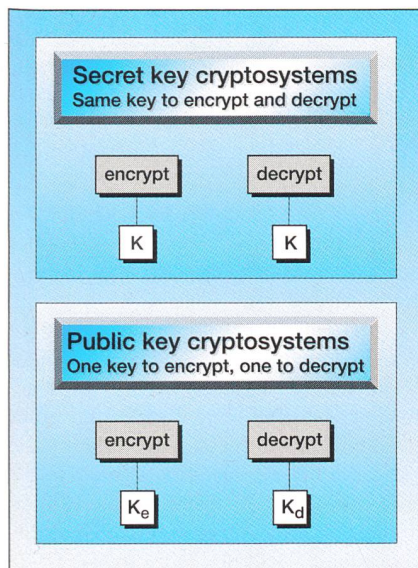 Secret key cryptosystems
Same key to encrypt and decrypt
encrypt decrypt
K K
Public key cryptosystems
One key to encrypt, one to decrypt
encrypt decrypt
Ke Kd